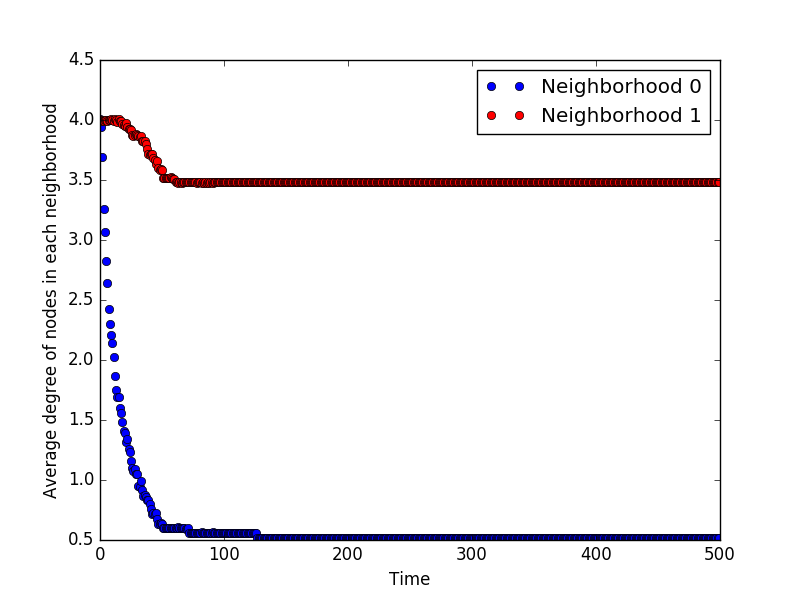 Average degree of nodes in each neighborhood
4.5
4.0
3.5
3.0
2.5
2.0
1.5
1.0
0.5
Neighborhood 0
Neighborhood 1
0 100 200 300 400 500
Time